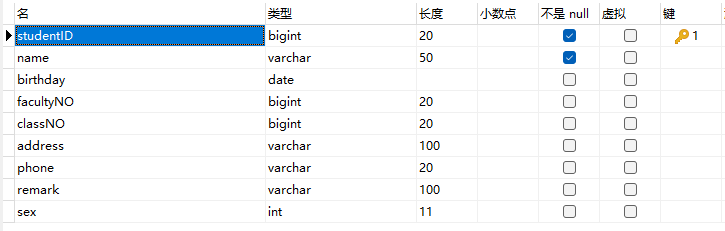 名 类型 长度 小数点 不是 null 虚拟 键
studentID bigint 20 1
name varchar 50
birthday date
facultyNO bigint 20
classNO bigint 20
address varchar 100
phone varchar 20
remark varchar 100
sex int 11